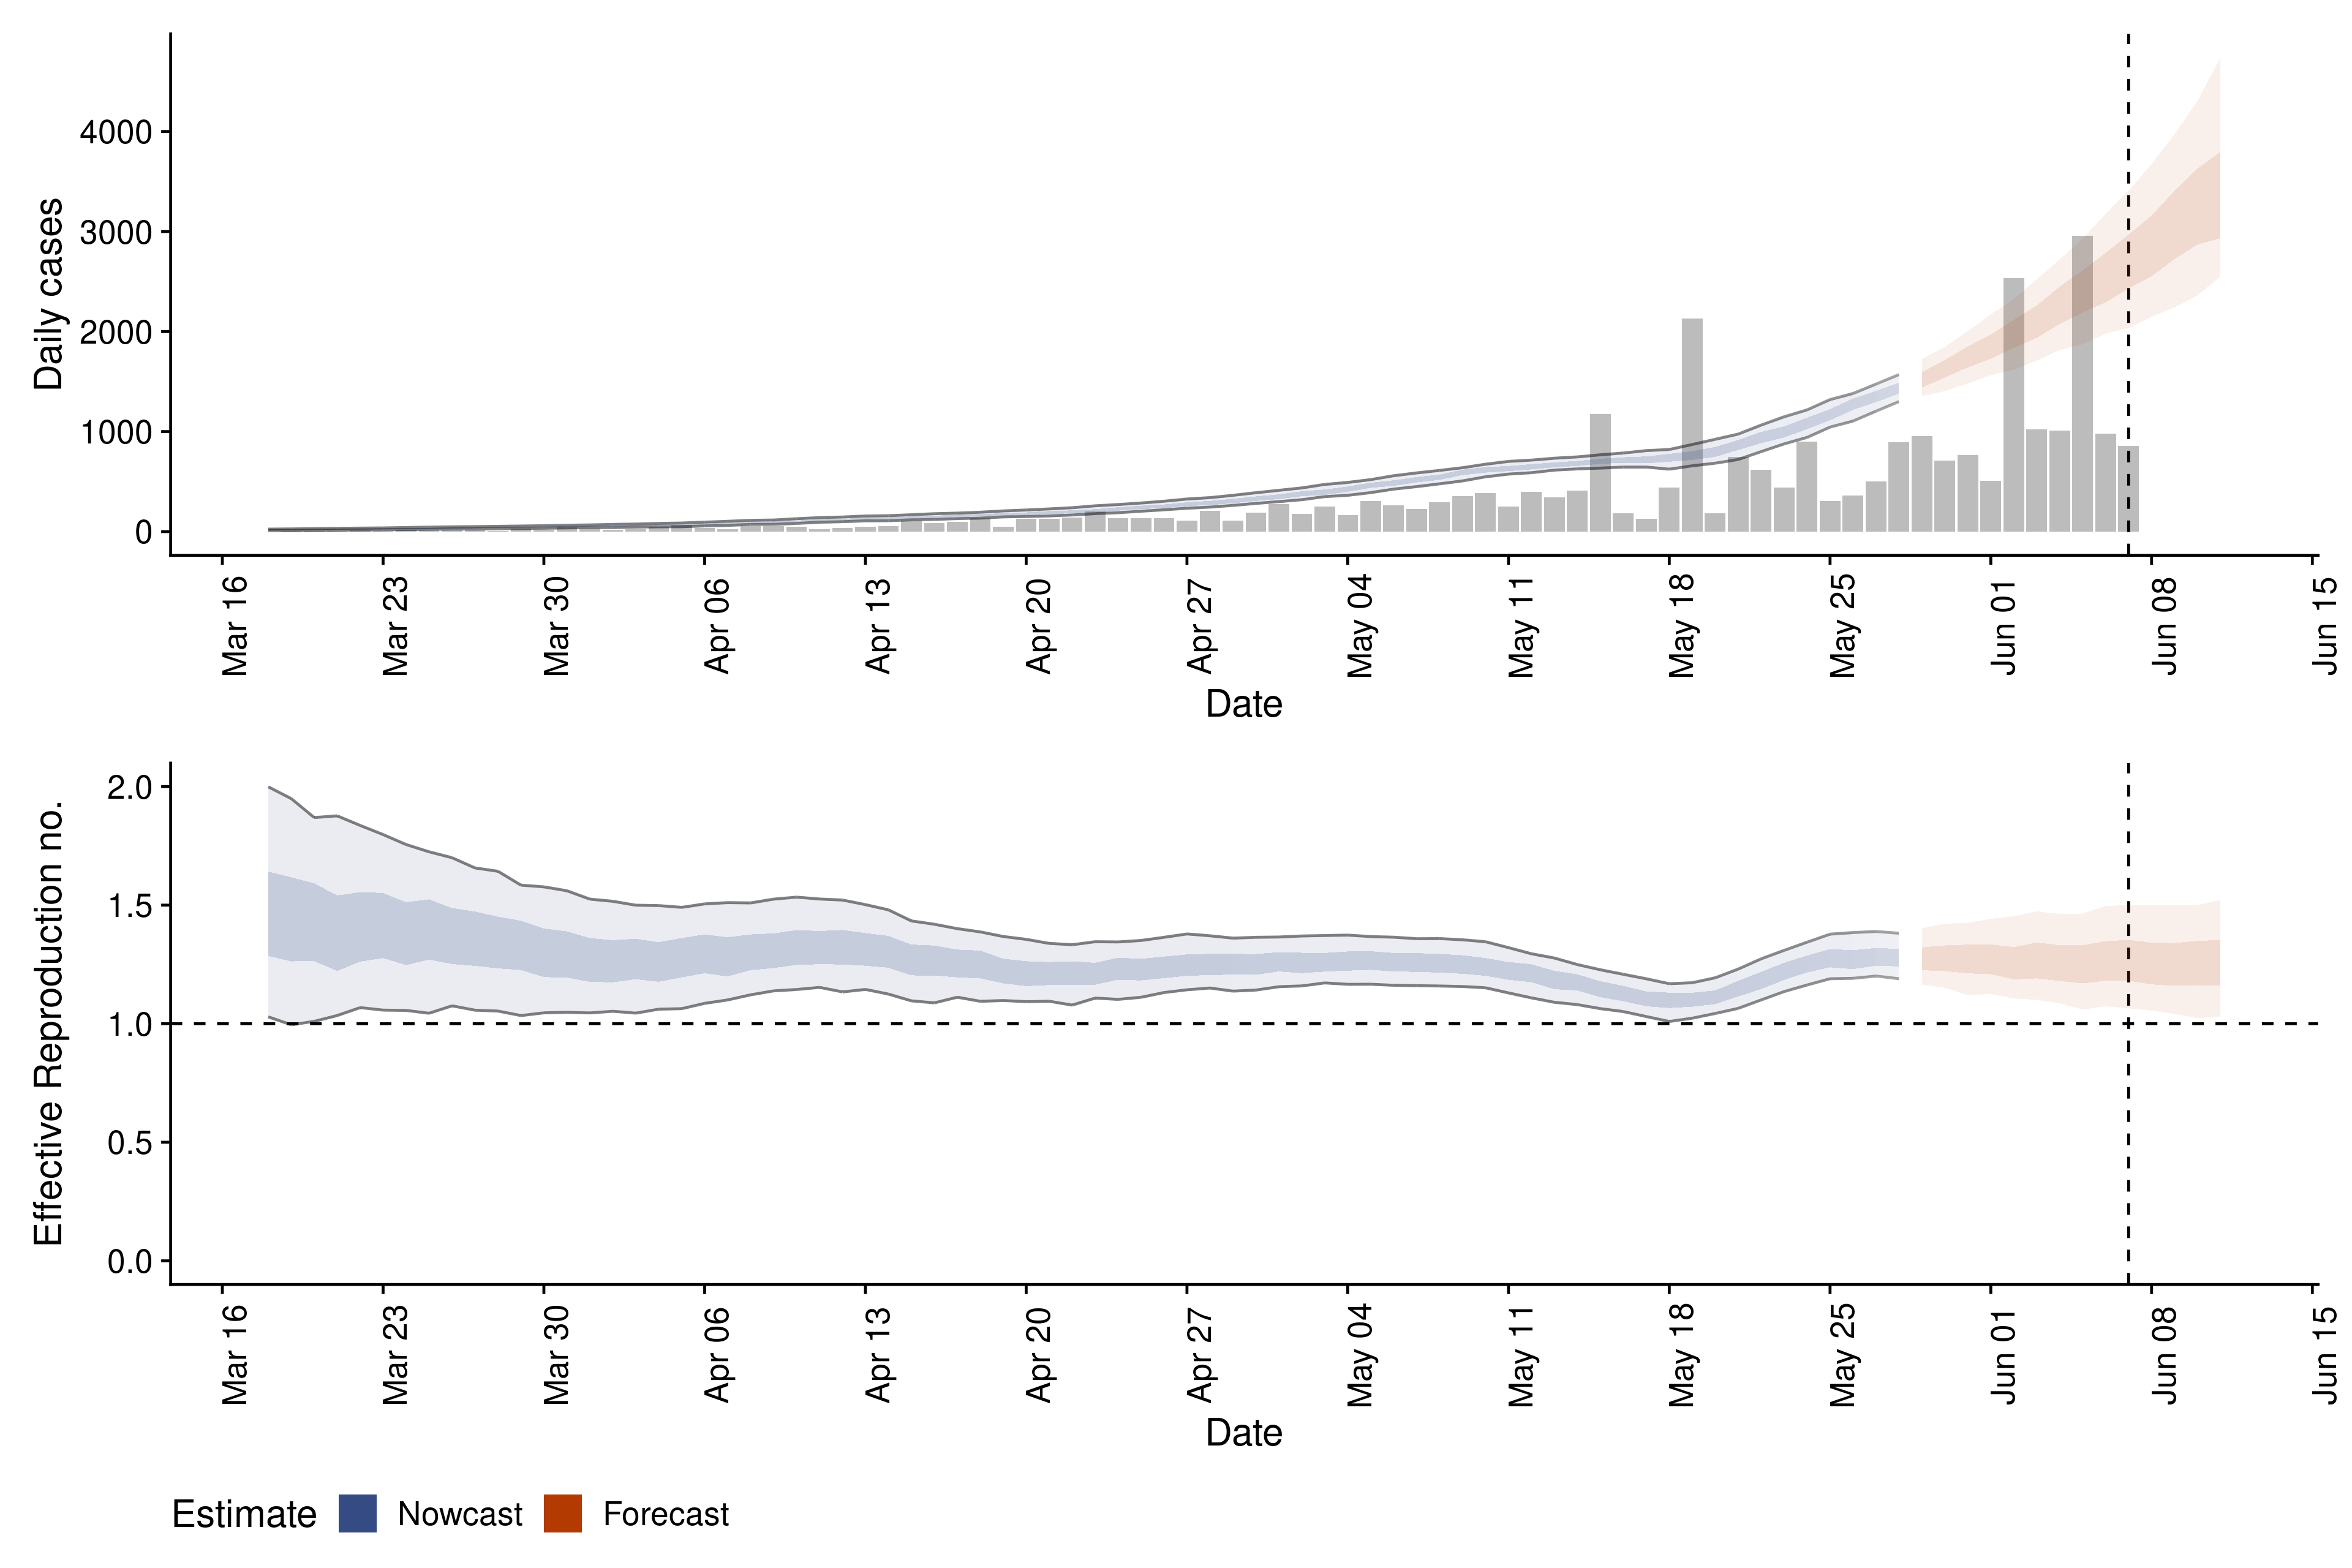 4000
3000
2000
1000
0
Daily cases
Mar 16 Mar 23 Mar 30 Apr 06 Apr 13 Apr 20 Apr 27 May 04 May 11 May 18 May 25 Jun 01 Jun 08 Jun 15
Date
2.0
1.5
1.0
0.5
0.0
Effective Reproduction no.
Mar 16 Mar 23 Mar 30 Apr 06 Apr 13 Apr 20 Apr 27 May 04 May 11 May 18 May 25 Jun 01 Jun 08 Jun 15
Date
Estimate Nowcast Forecast